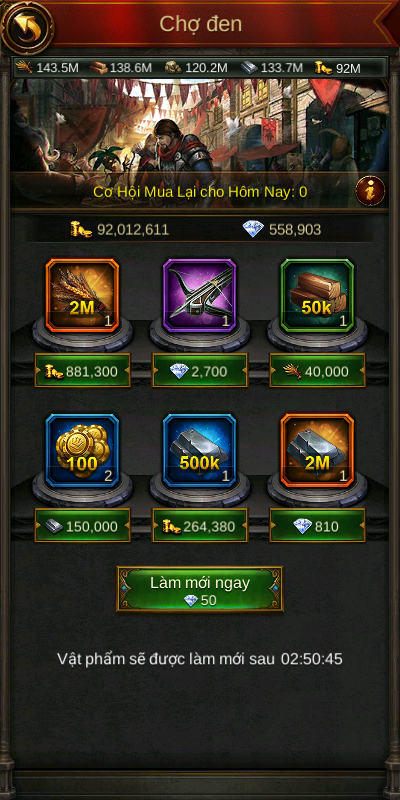 Chợ đen
143.5M 138.6M 120.2M 133.7M 92M
Cơ Hội Mua Lại cho Hôm Nay: 0
92,012,611 558,903
2M 1 1 50k 1
881,300 2,700 40,000
100 2 500k 1 2M 1
150,000 264,380 810
Làm mới ngay
50
Vật phẩm sẽ được làm mới sau 02:50:45